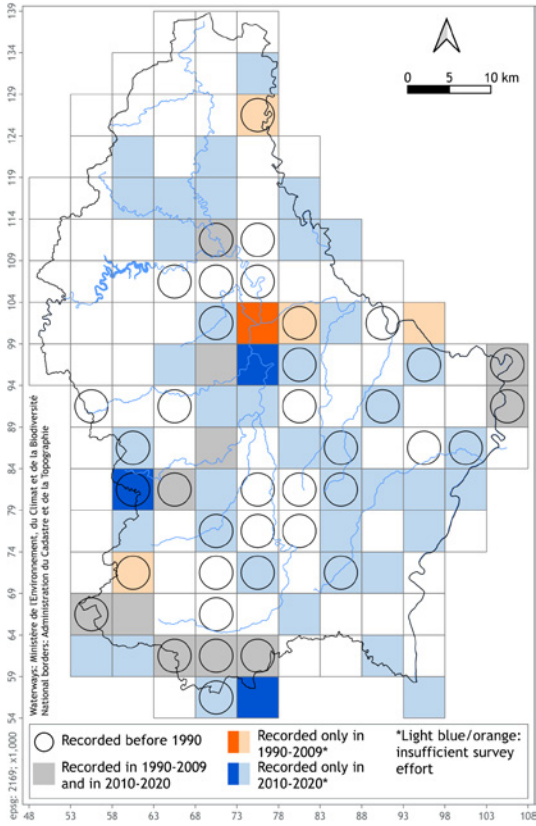 139
134
129
124
119
114
109
104
99
94
89
84
79
74
69
64
59
54
0 5 10 km
Waterways: Ministère de l'Environnement, du Climat et de la Biodiversité
National borders: Administration du Cadastre et de la Topographie
epsg: 2169; x1,000
Recorded before 1990
Recorded in 1990-2009
and in 2010-2020
Recorded only in
1990-2009*
Recorded only in
2010-2020*
*Light blue/orange:
insufficient survey
effort
48 53 58 63 68 73 78 83 88 93 98 103 108